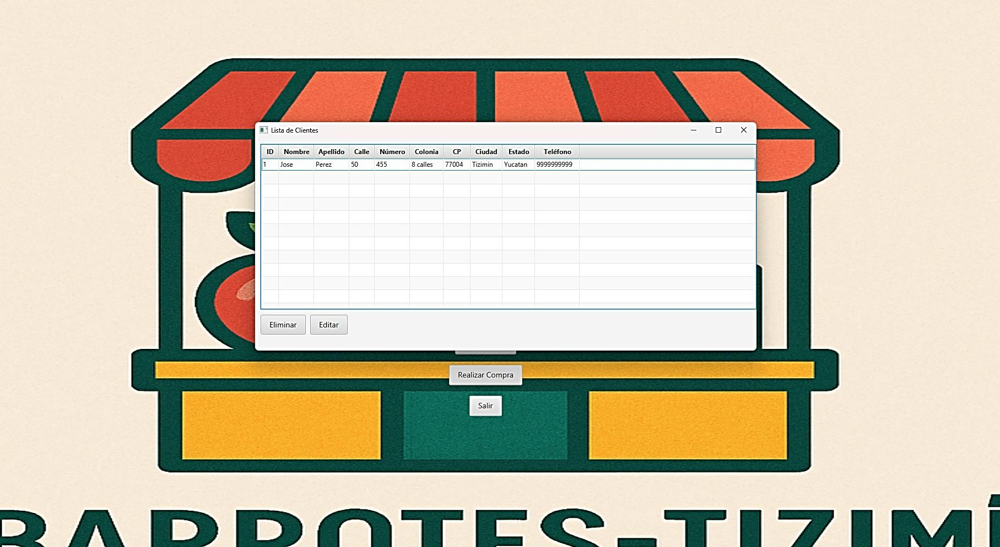 Lista de Clientes
ID Nombre Apellido Calle Número Colonia CP Ciudad Estado Teléfono
1 Jose Perez 50 455 8 calles 77004 Tizimin Yucatan 9999999999
Eliminar Editar
Realizar Compra
Salir
BARROTES-TIZIMÍ